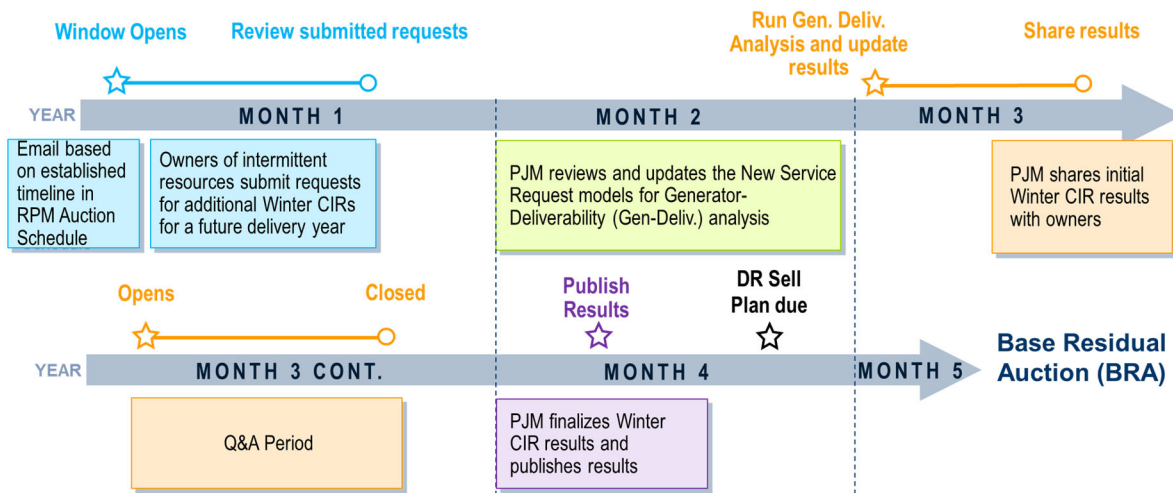 Window Opens
Review submitted requests
Run Gen. Deliv.
Analysis and update
results
Share results
YEAR
MONTH 1
MONTH 2
MONTH 3
Email based
on established
timeline in
RPM Auction
Schedule
Owners of intermittent
resources submit requests
for additional Winter CIRs
for a future delivery year
PJM reviews and updates the New Service
Request models for Generator-
Deliverability (Gen-Deliv.) analysis
PJM shares initial
Winter CIR results
with owners
Opens
Closed
Publish
Results
DR Sell
Plan due
YEAR
MONTH 3 CONT.
MONTH 4
MONTH 5
Base Residual
Auction (BRA)
Q&A Period
PJM finalizes Winter
CIR results and
publishes results